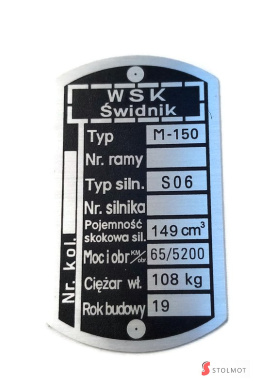 WSK
Świdnik
Typ M-150
Nr. ramy
Typ siln. S06
Nr. silnika
Pojemność
skokowa sil. 149 cm³
Moc i obr KM/ob 65/5200
Ciężar wł. 108 kg
Rok budowy 19
Nr. kol.
STOLMOT